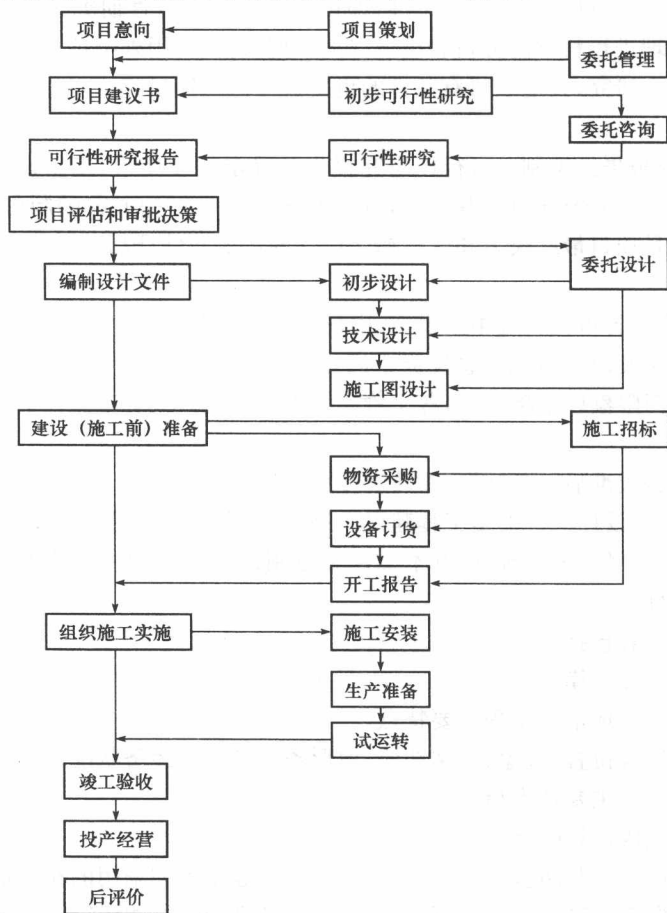 项目意向
项目策划
委托管理
项目建议书
初步可行性研究
委托咨询
可行性研究报告
可行性研究
项目评估和审批决策
委托设计
编制设计文件
初步设计
技术设计
施工图设计
建设（施工前）准备
施工招标
物资采购
设备订货
开工报告
组织施工实施
施工安装
生产准备
试运转
竣工验收
投产经营
后评价